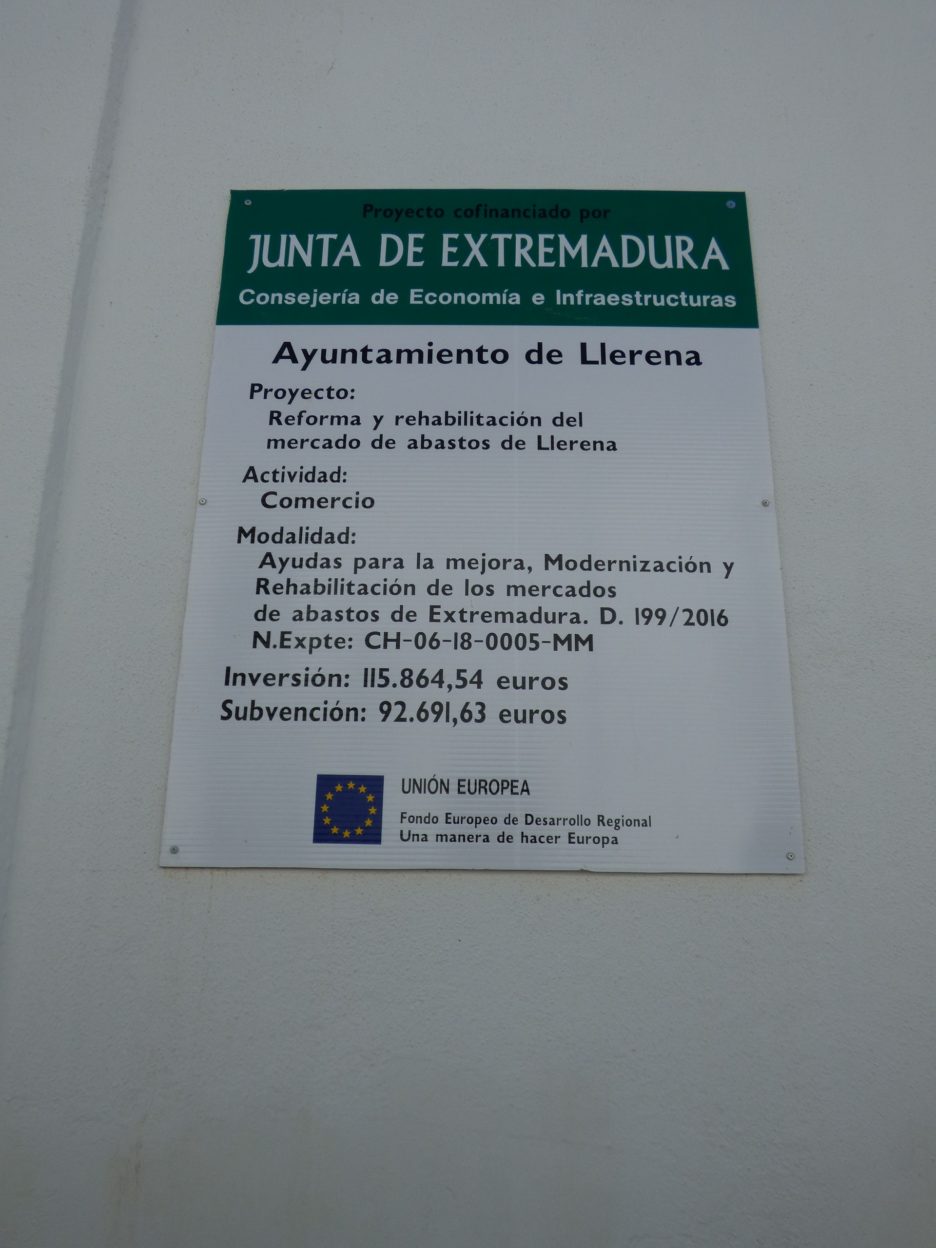 Proyecto cofinanciado por
JUNTA DE EXTREMADURA
Consejería de Economía e Infraestructuras
Ayuntamiento de Llerena
Proyecto:
Reforma y rehabilitación del
mercado de abastos de Llerena
Actividad:
Comercio
Modalidad:
Ayudas para la mejora, Modernización y
Rehabilitación de los mercados
de abastos de Extremadura. D. 199/2016
N.Expte: CH-06-18-0005-MM
Inversión: 115.864,54 euros
Subvención: 92.691,63 euros
UNIÓN EUROPEA
Fondo Europeo de Desarrollo Regional
Una manera de hacer Europa